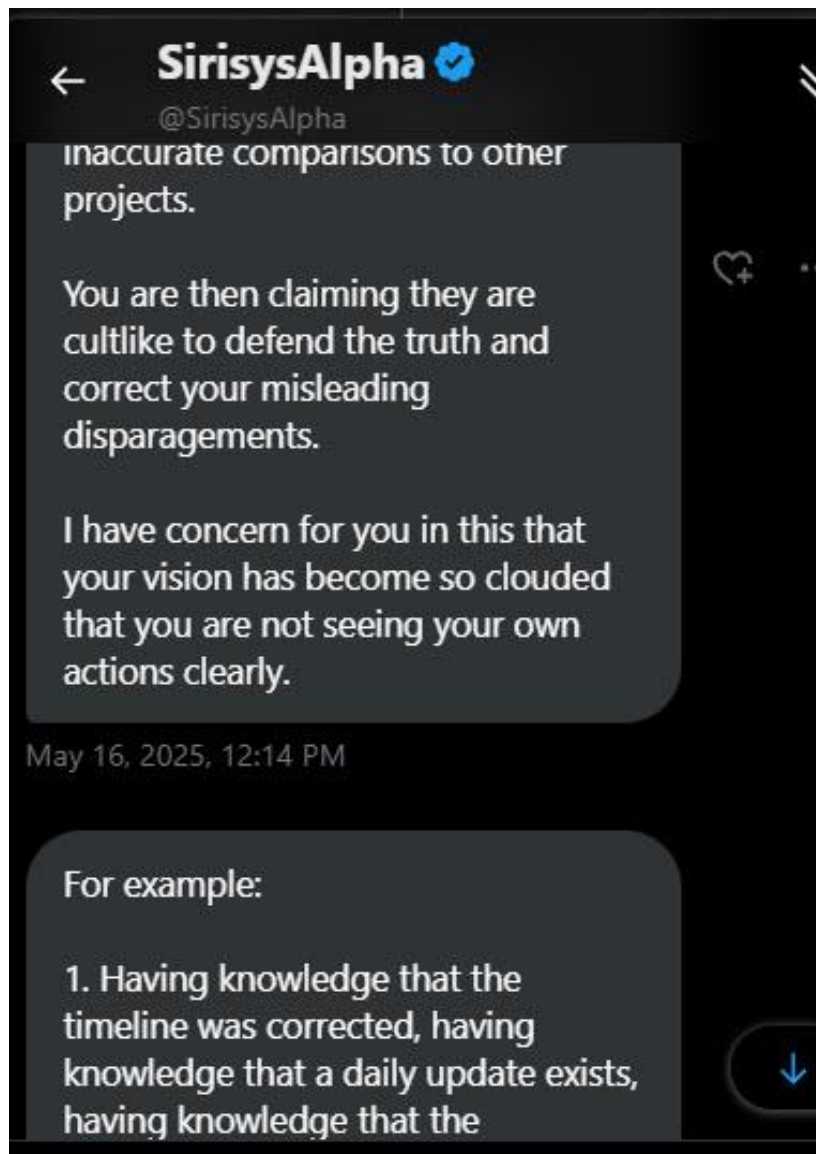 SirisysAlpha
@SirisysAlpha
inaccurate comparisons to other
projects.
You are then claiming they are
cultlike to defend the truth and
correct your misleading
disparagements.
I have concern for you in this that
your vision has become so clouded
that you are not seeing your own
actions clearly.
May 16, 2025, 12:14 PM
For example:
1. Having knowledge that the
timeline was corrected, having
knowledge that a daily update exists,
having knowledge that the